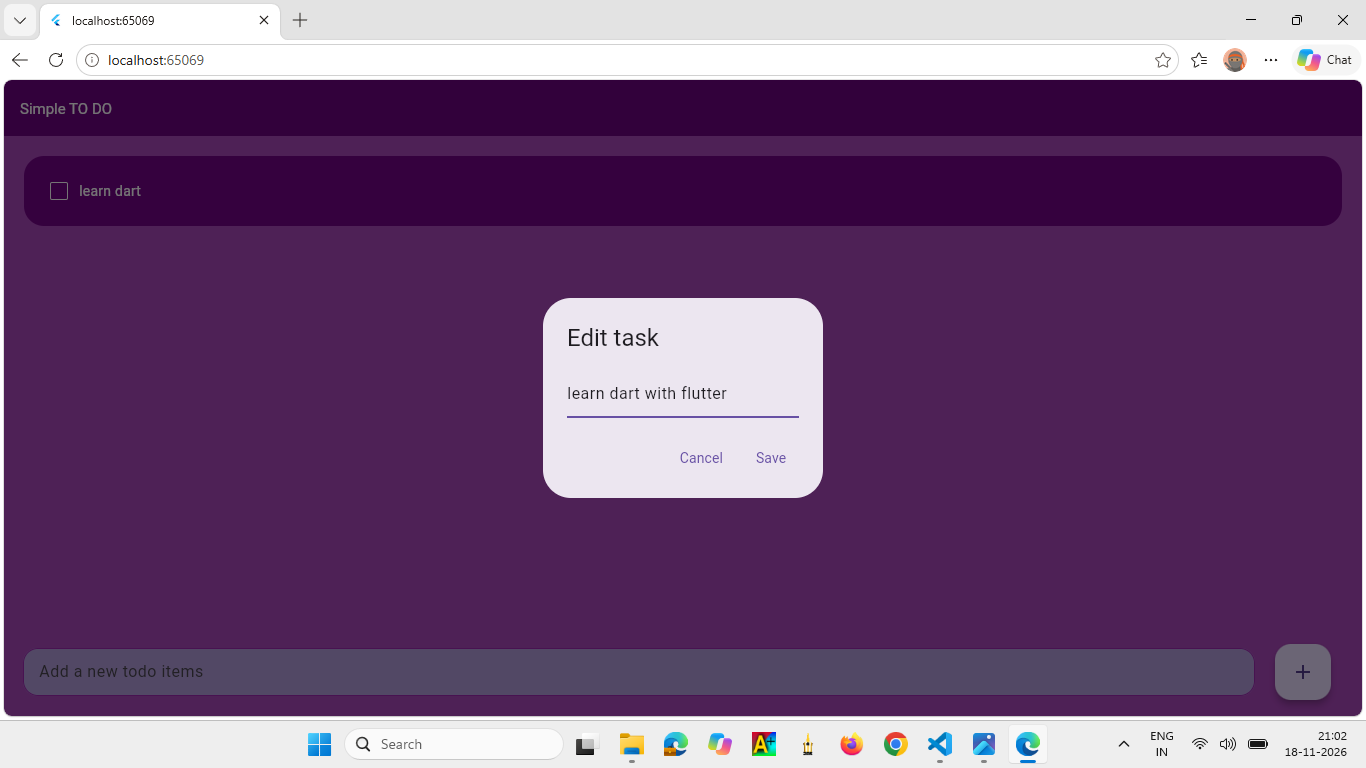 localhost:65069
localhost:65069
Chat
Simple TO DO
learn dart
Edit task
learn dart with flutter
Cancel Save
Add a new todo items
+
Search
ENG
IN
21:02
18-11-2026